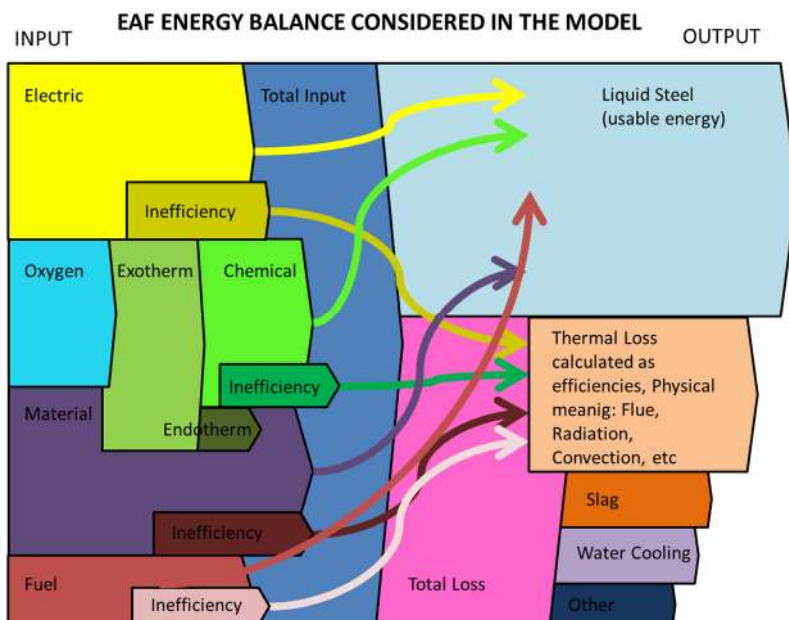 EAF ENERGY BALANCE CONSIDERED IN THE MODEL
INPUT
OUTPUT
Electric
Total Input
Liquid Steel
(usable energy)
Inefficiency
Oxygen
Exotherm
Chemical
Inefficiency
Material
Endotherm
Thermal Loss
calculated as
efficiencies, Physical
meanig: Flue,
Radiation,
Convection, etc
Inefficiency
Slag
Fuel
Inefficiency
Total Loss
Water Cooling
Other